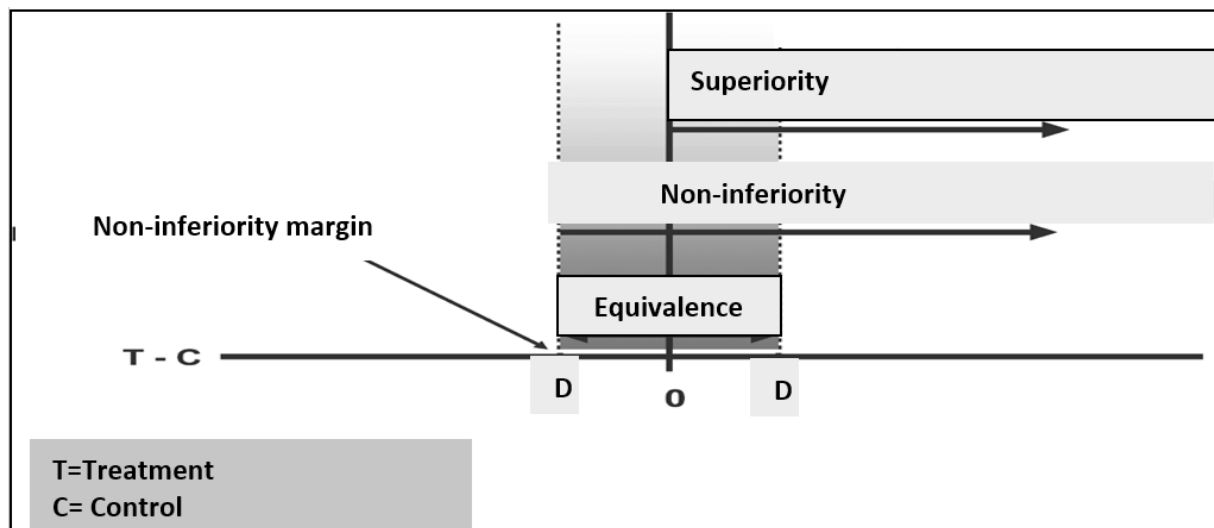 Superiority
Non-inferiority
Non-inferiority margin
Equivalence
T - C
D
0
D
T=Treatment
C= Control